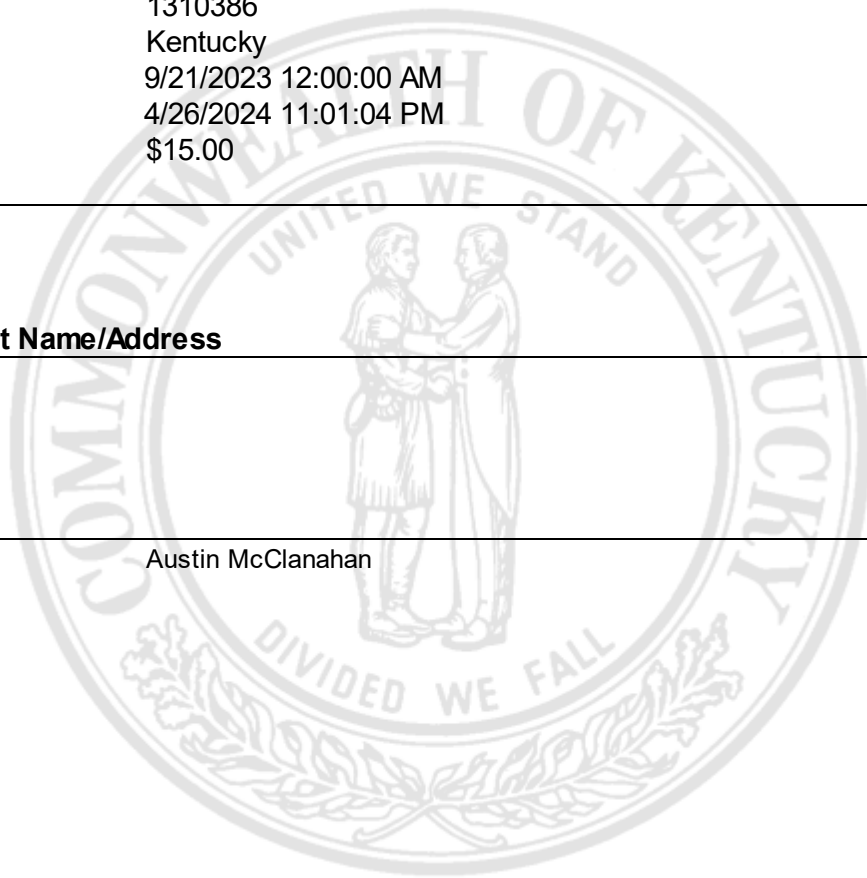 1310386
Kentucky
9/21/2023 12:00:00 AM
4/26/2024 11:01:04 PM
$15.00
COMMONWEALTH OF KENTUCKY
UNITED WE STAND
t Name/Address
Austin McClanahan
DIVIDED WE FALL